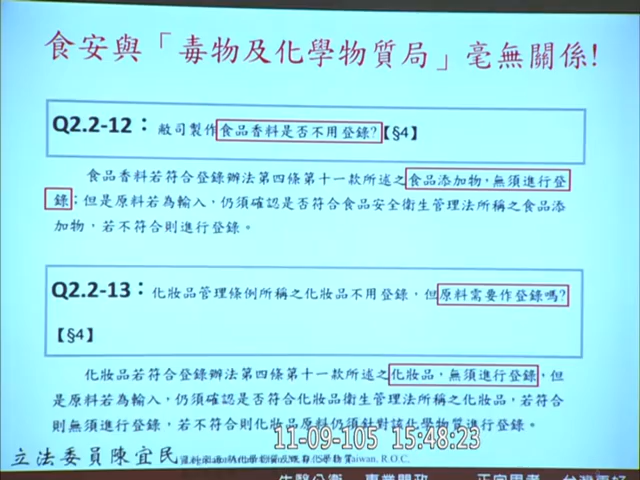 食安與「毒物及化學物質局」毫無關係!
Q2.2-12：敝司製作食品香料是否不用登錄?【§4】
食品香料若符合登錄辦法第四條第十一款所述之食品添加物，無須進行登
錄；但是原料若為輸入，仍須確認是否符合食品安全衛生管理法所稱之食品添
加物，若不符合則進行登錄。
Q2.2-13：化妝品管理條例所稱之化妝品不用登錄，但原料需要作登錄嗎?
【§4】
化妝品若符合登錄辦法第四條第十一款所述之化妝品，無須進行登錄，但
是原料若為輸入，仍須確認是否符合化妝品衛生管理法所稱之化妝品，若符合
則無須進行登錄，若不符合則化妝品原料仍須針對該化學物質進行登錄。
11-09-105 15:48:23
立法委員陳宜民
Taiwan, R.O.C.